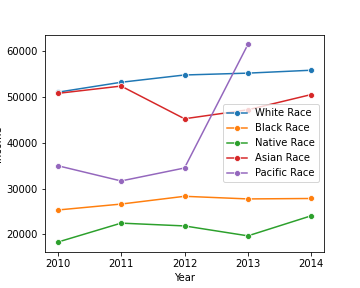 60000
50000
40000
30000
20000
White Race
Black Race
Native Race
Asian Race
Pacific Race
2010 2011 2012 2013 2014
Year